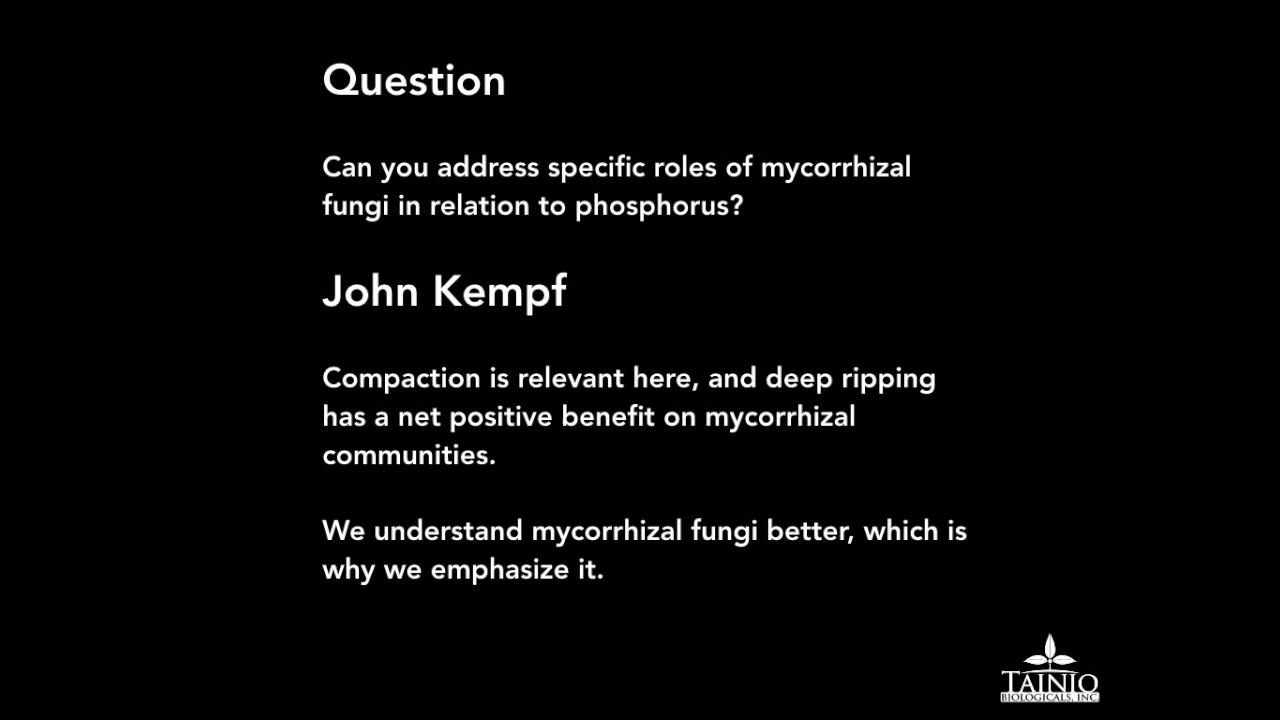 Question
Can you address specific roles of mycorrhizal
fungi in relation to phosphorus?
John Kempf
Compaction is relevant here, and deep ripping
has a net positive benefit on mycorrhizal
communities.
We understand mycorrhizal fungi better, which is
why we emphasize it.
TAINIO
BIOLOGICALS, INC